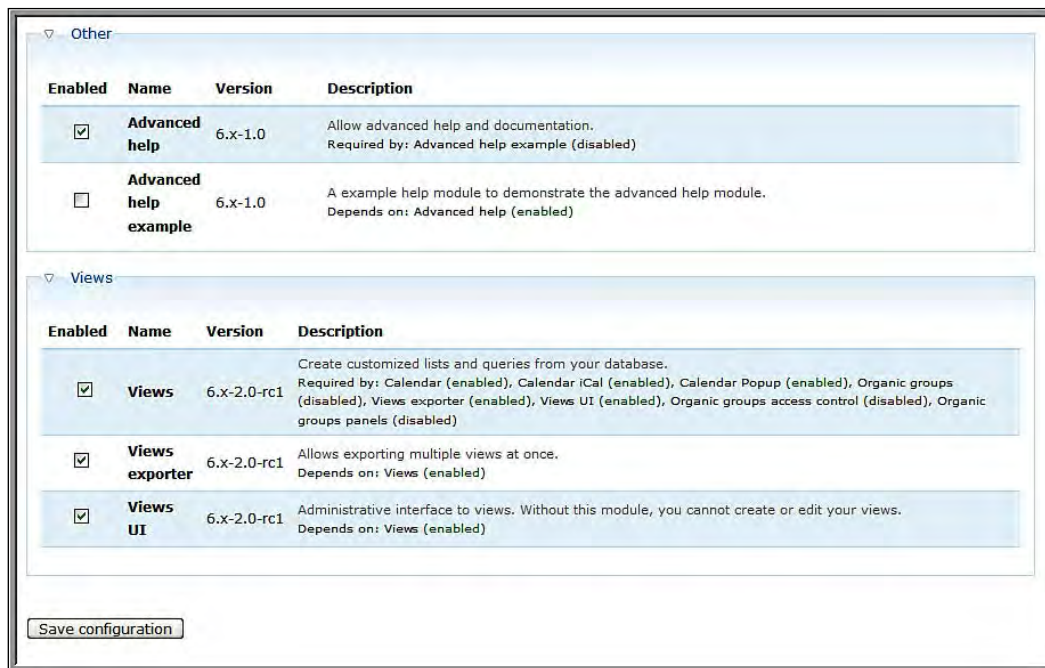 Other
Enabled Name Version Description
Advanced help 6.x-1.0 Allow advanced help and documentation.
Required by: Advanced help example (disabled)
Advanced help example 6.x-1.0 A example help module to demonstrate the advanced help module.
Depends on: Advanced help (enabled)
Views
Enabled Name Version Description
Views 6.x-2.0-rc1 Create customized lists and queries from your database.
Required by: Calendar (enabled), Calendar iCal (enabled), Calendar Popup (enabled), Organic groups
(disabled), Views exporter (enabled), Views UI (enabled), Organic groups access control (disabled), Organic
groups panels (disabled)
Views exporter 6.x-2.0-rc1 Allows exporting multiple views at once.
Depends on: Views (enabled)
Views UI 6.x-2.0-rc1 Administrative interface to views. Without this module, you cannot create or edit your views.
Depends on: Views (enabled)
Save configuration